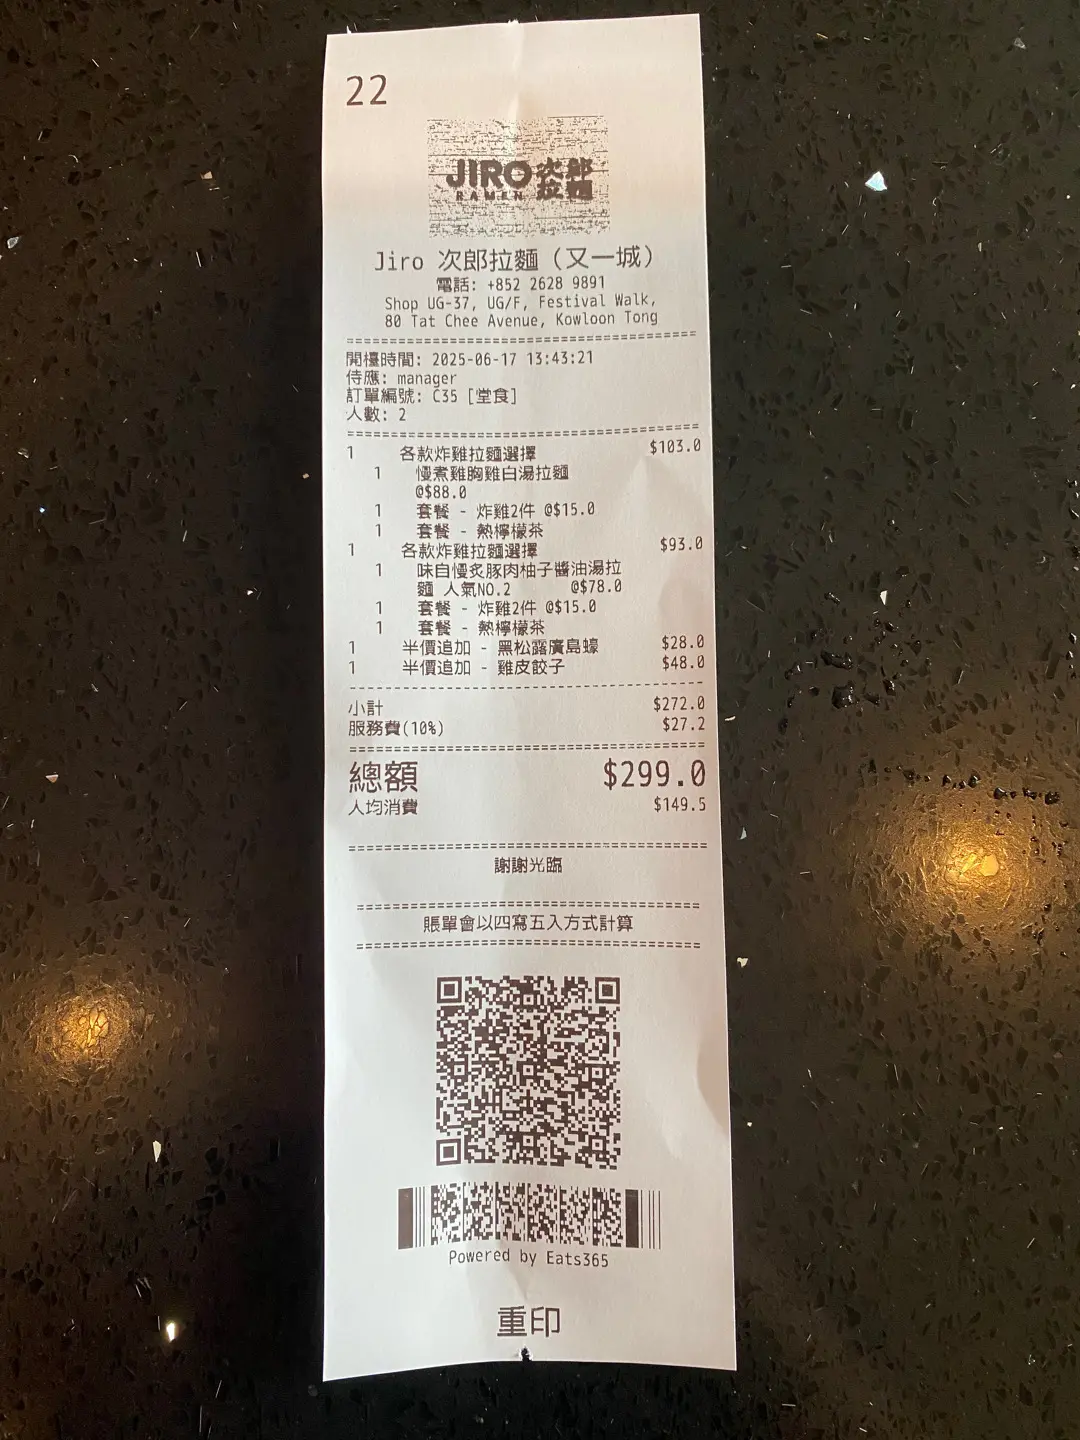 22
JIRO 次郎
RAMEN 拉麵
Jiro 次郎拉麵（又一城）
電話: +852 2628 9891
Shop UG-37, UG/F, Festival Walk,
80 Tat Chee Avenue, Kowloon Tong
開檯時間: 2025-06-17 13:43:21
侍應: manager
訂單編號: C35 [堂食]
人數: 2
1 各款炸雞拉麵選擇 $103.0
1 慢煮雞胸雞白湯拉麵
@$88.0
1 套餐 - 炸雞2件 @$15.0
1 套餐 - 熱檸檬茶
1 各款炸雞拉麵選擇 $93.0
1 味自慢炙豚肉柚子醬油湯拉
麵 人氣NO.2 @$78.0
1 套餐 - 炸雞2件 @$15.0
1 套餐 - 熱檸檬茶
1 半價追加 - 黑松露廣島蠔 $28.0
1 半價追加 - 雞皮餃子 $48.0
小計 $272.0
服務費(10%) $27.2
總額 $299.0
人均消費 $149.5
謝謝光臨
賬單會以四寫五入方式計算
Powered by Eats365
重印